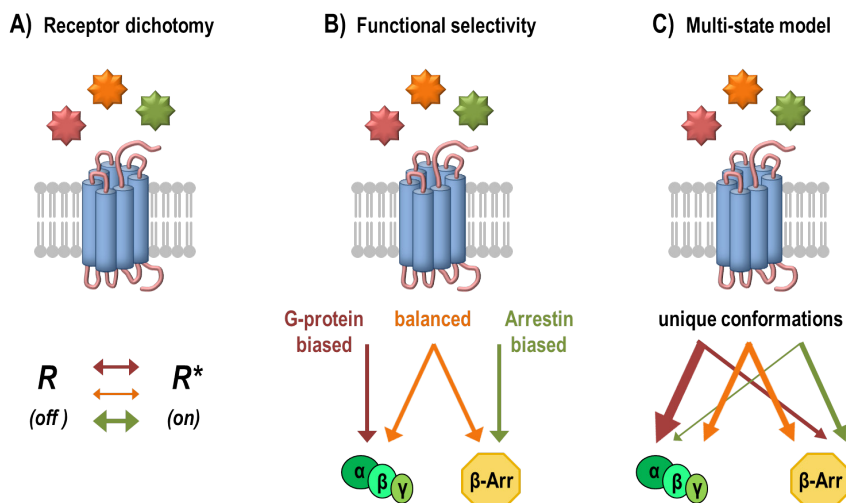 A) Receptor dichotomy
R
R*
(off )
(on)
B) Functional selectivity
G-protein
biased
balanced
Arrestin
biased
α
β
γ
β-Arr
C) Multi-state model
unique conformations
α
β
γ
β-Arr